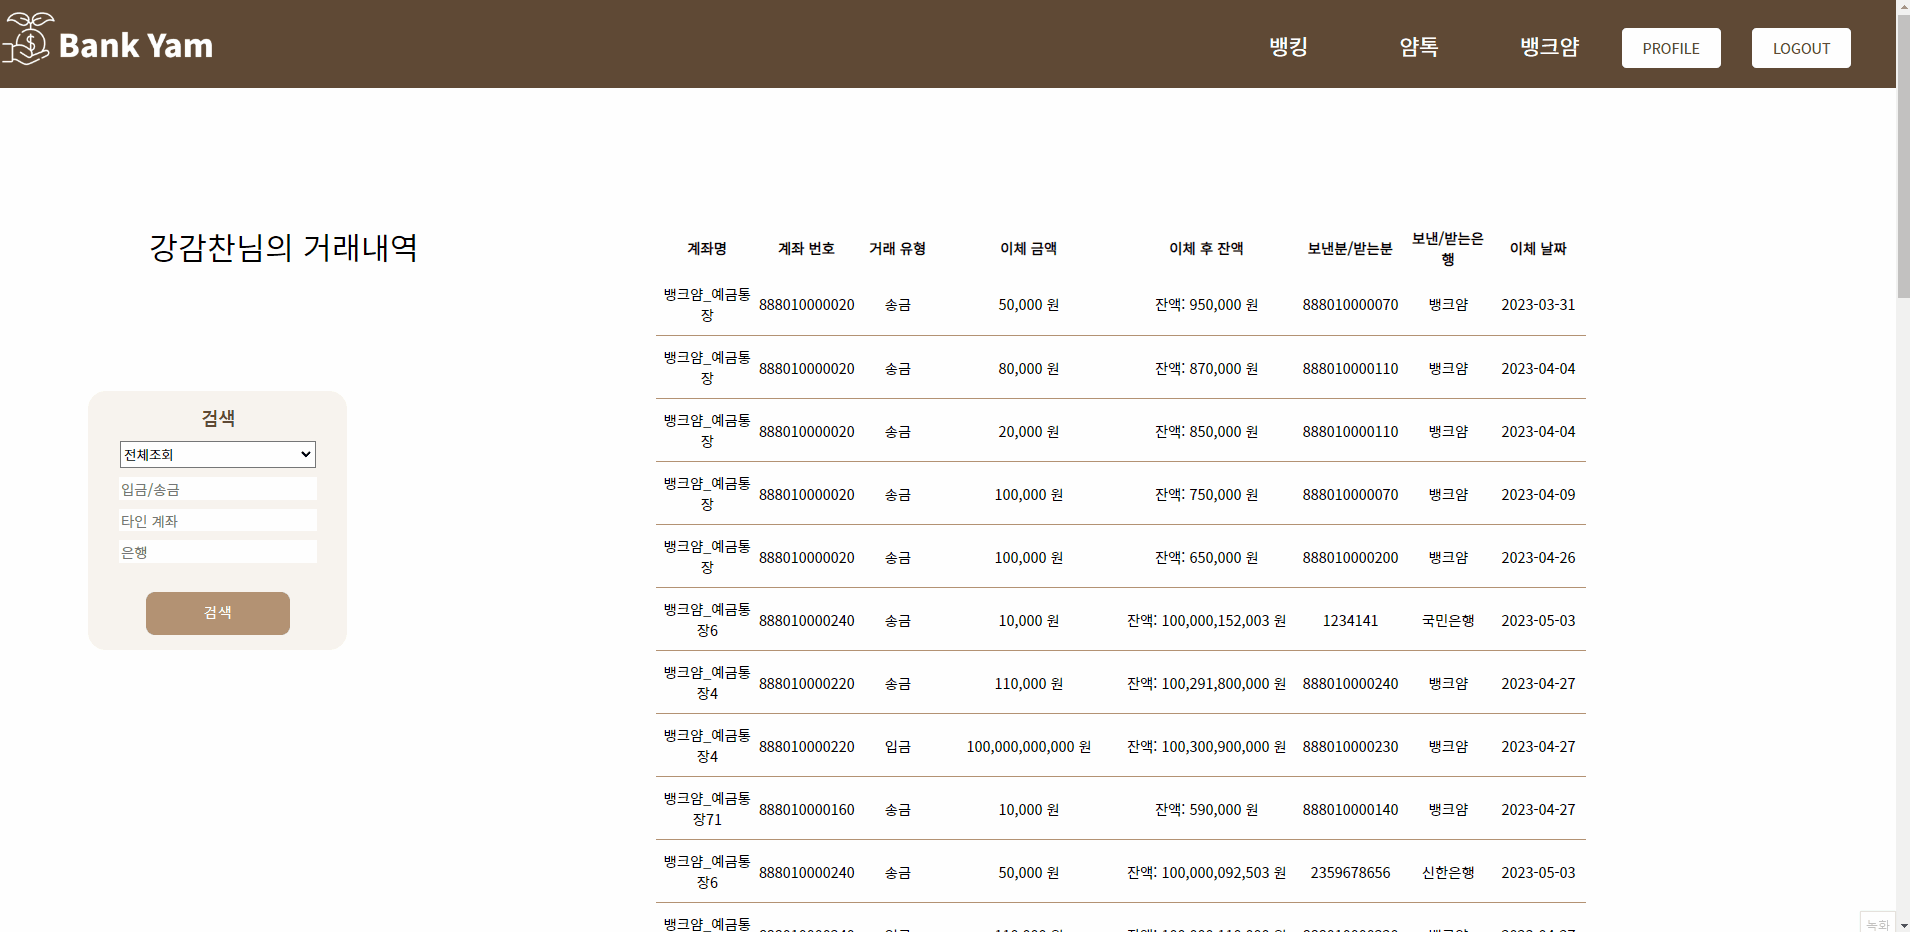 Bank Yam
뱅킹 얌톡 뱅크얌 PROFILE LOGOUT
강감찬님의 거래내역
검색
전체조회
입금/송금
타인 계좌
은행
검색
계좌명 계좌 번호 거래 유형 이체 금액 이체 후 잔액 보낸분/받는분 보낸/받는은
행 이체 날짜
뱅크얌_예금통
장 888010000020 송금 50,000 원 잔액: 950,000 원 888010000070 뱅크얌 2023-03-31
뱅크얌_예금통
장 888010000020 송금 80,000 원 잔액: 870,000 원 888010000110 뱅크얌 2023-04-04
뱅크얌_예금통
장 888010000020 송금 20,000 원 잔액: 850,000 원 888010000110 뱅크얌 2023-04-04
뱅크얌_예금통
장 888010000020 송금 100,000 원 잔액: 750,000 원 888010000070 뱅크얌 2023-04-09
뱅크얌_예금통
장 888010000020 송금 100,000 원 잔액: 650,000 원 888010000200 뱅크얌 2023-04-26
뱅크얌_예금통
장6 888010000240 송금 10,000 원 잔액: 100,000,152,003 원 1234141 국민은행 2023-05-03
뱅크얌_예금통
장4 888010000220 송금 110,000 원 잔액: 100,291,800,000 원 888010000240 뱅크얌 2023-04-27
뱅크얌_예금통
장4 888010000220 입금 100,000,000,000 원 잔액: 100,300,900,000 원 888010000230 뱅크얌 2023-04-27
뱅크얌_예금통
장71 888010000160 송금 10,000 원 잔액: 590,000 원 888010000140 뱅크얌 2023-04-27
뱅크얌_예금통
장6 888010000240 송금 50,000 원 잔액: 100,000,092,503 원 2359678656 신한은행 2023-05-03
뱅크얌_예금통
녹화